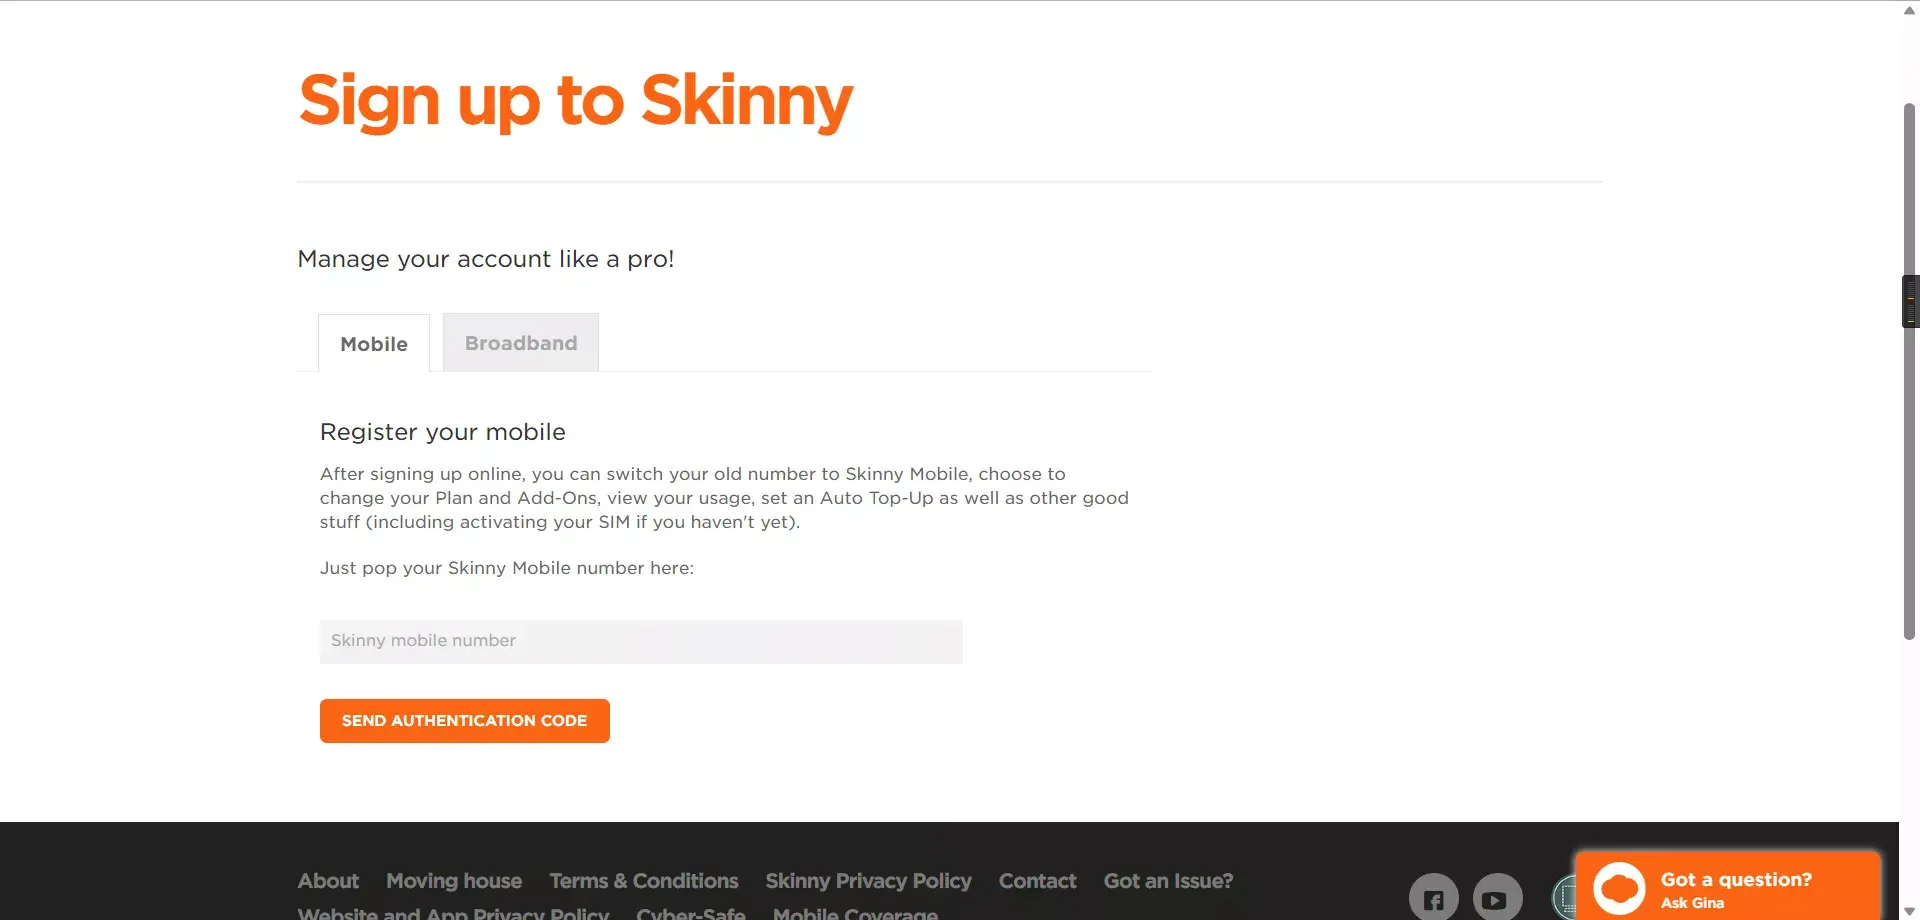 Sign up to Skinny
Manage your account like a pro!
Mobile
Broadband
Register your mobile
After signing up online, you can switch your old number to Skinny Mobile, choose to
change your Plan and Add-Ons, view your usage, set an Auto Top-Up as well as other good
stuff (including activating your SIM if you haven't yet).
Just pop your Skinny Mobile number here:
Skinny mobile number
SEND AUTHENTICATION CODE
About Moving house Terms & Conditions Skinny Privacy Policy Contact Got an Issue?
Website and App Privacy Policy Cyber-Safe Mobile Coverage
Got a question?
Ask Gina